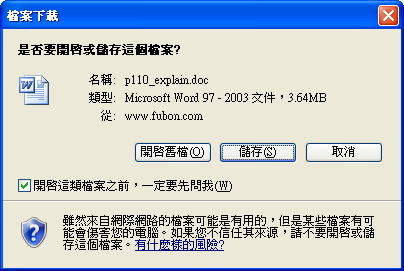 檔案下載
是否要開啟或儲存這個檔案?
名稱: p110_explain.doc
類型: Microsoft Word 97 - 2003 文件，3.64MB
從: www.fubon.com
開啟舊檔(O) 儲存(S) 取消
開啟這類檔案之前，一定要先問我(W)
雖然來自網際網路的檔案可能是有用的，但是某些檔案有可
能會傷害您的電腦。如果您不信任其來源，請不要開啟或儲
存這個檔案。有什麼樣的風險?